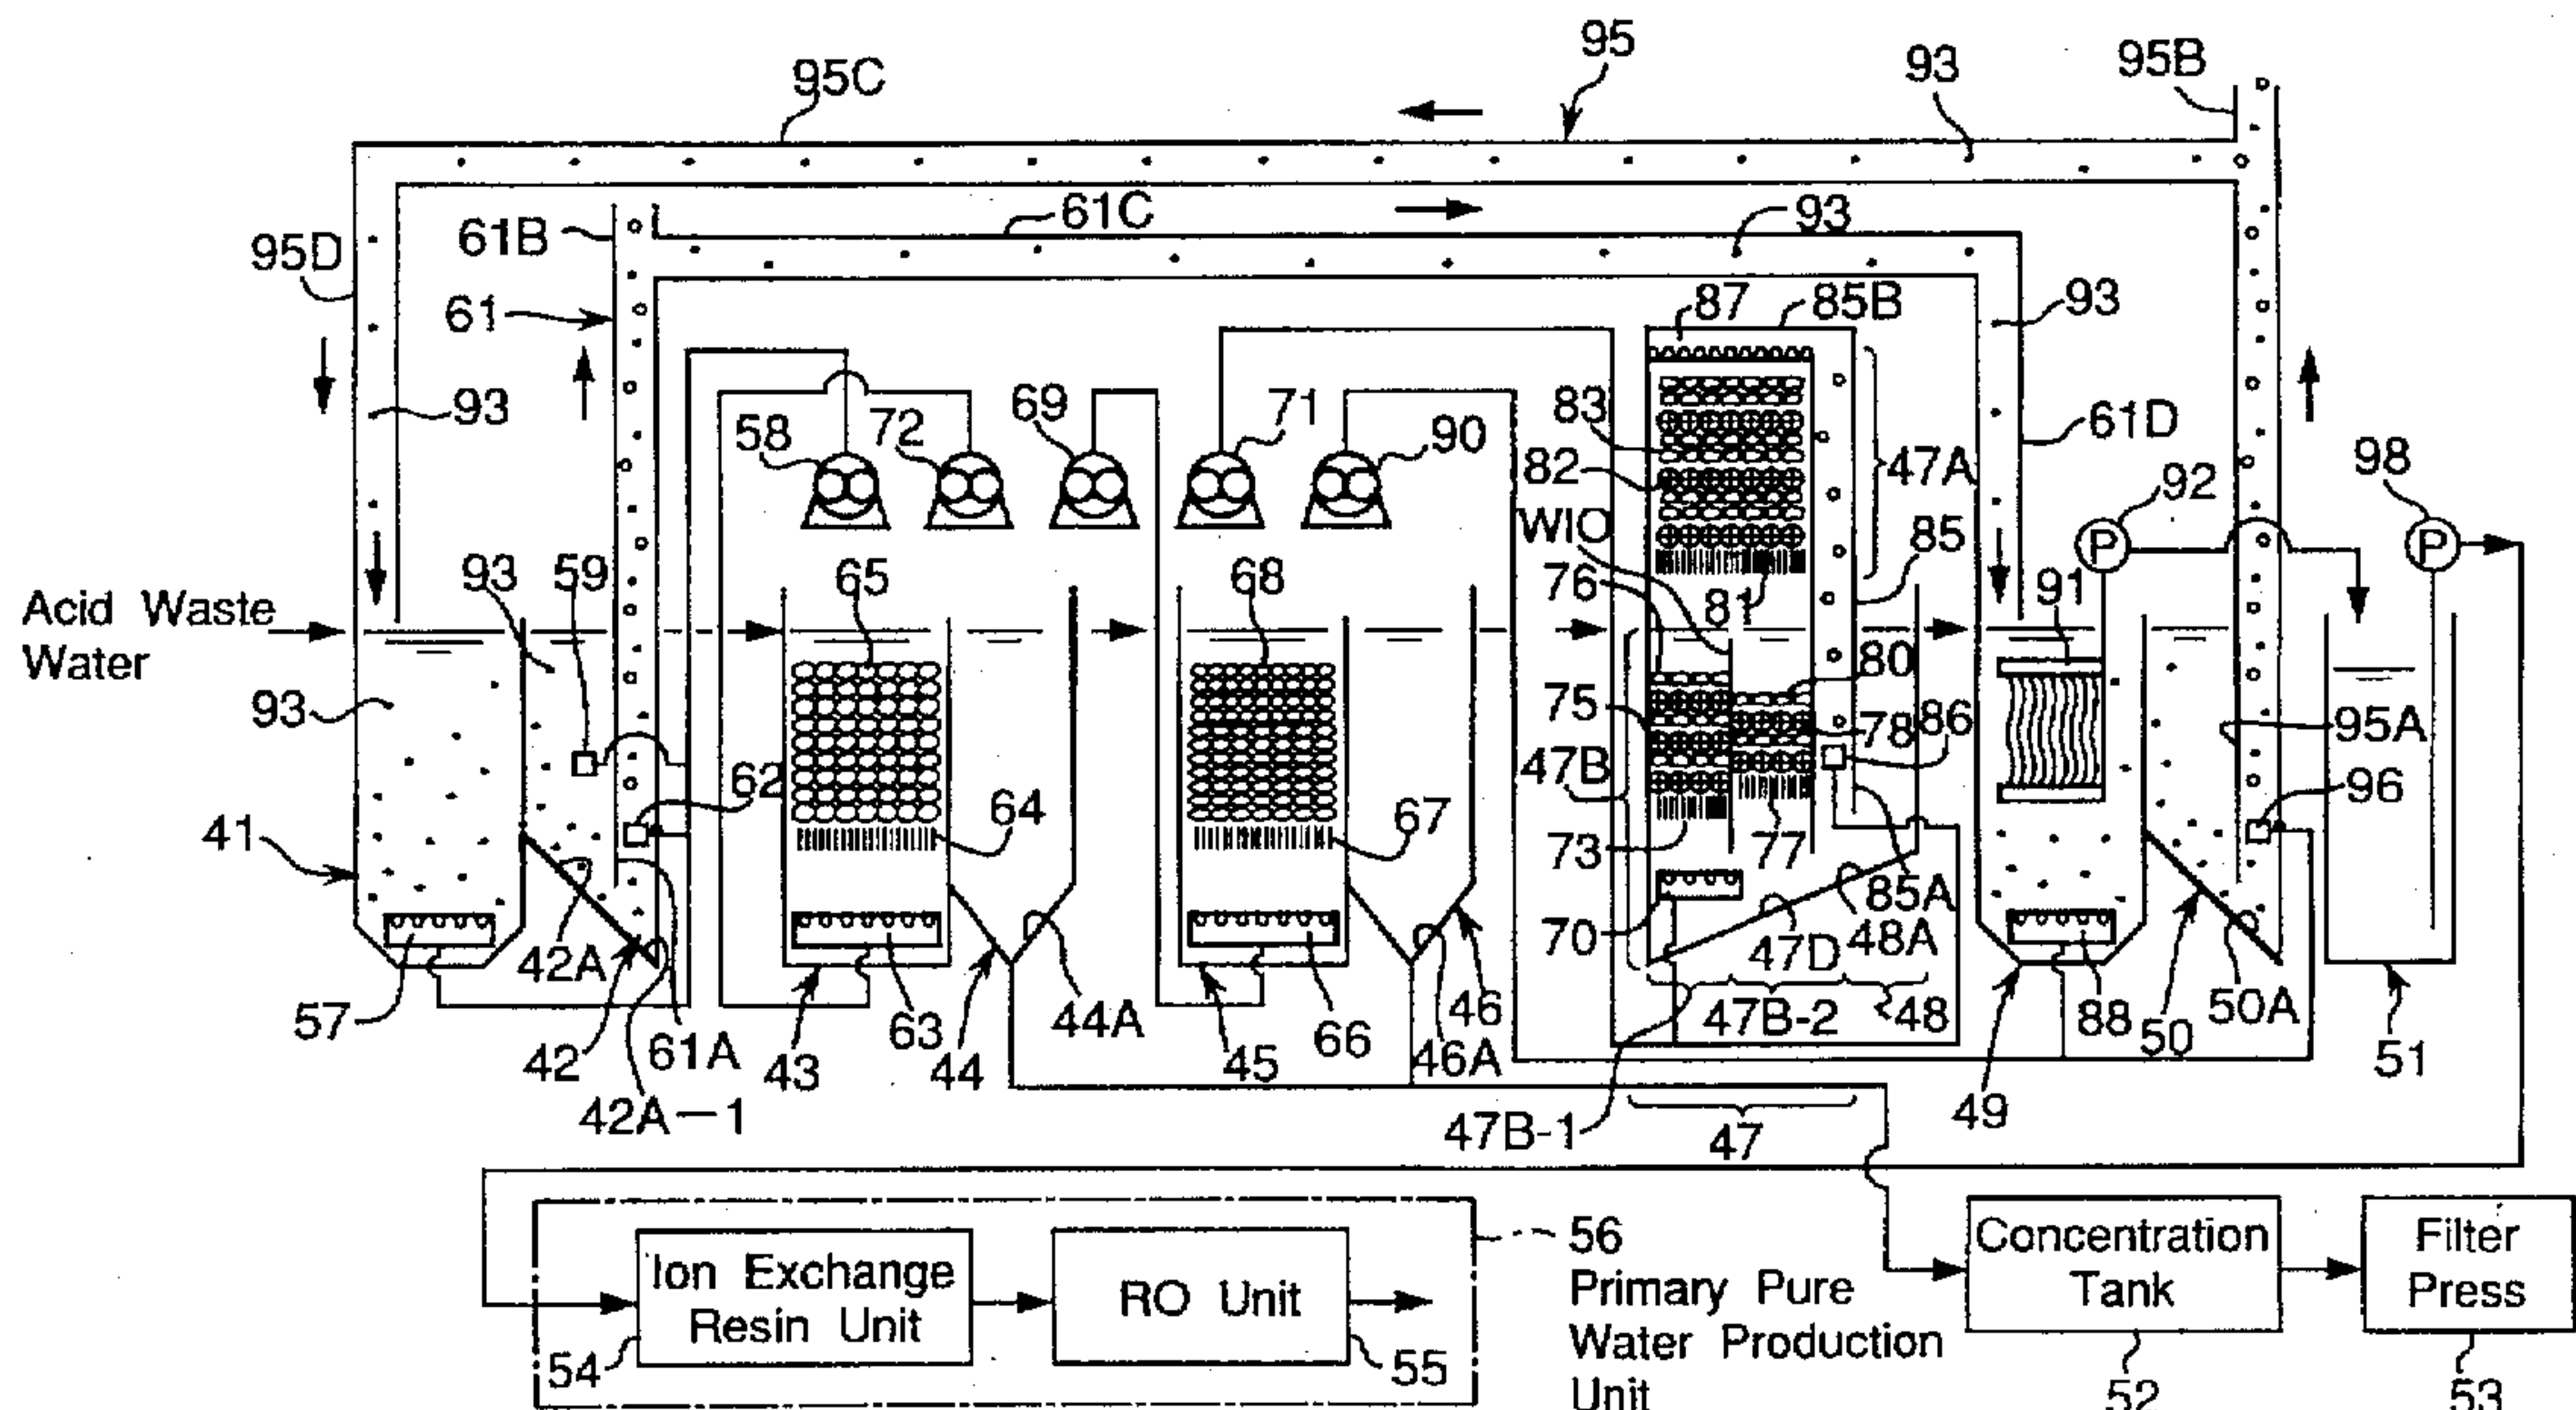 95
95C
93
95B
61B
61C
93
95D
61
87
85B
93
93
58
72
69
71
90
83
82
47A
61D
92
98
P
P
WIO
Acid Waste
Water
93
59
65
68
76
81
85
91
80
93
75
78
86
95A
62
47B
96
41
64
67
73
77
42A
70
47D
48A
85A
57
61A
63
44A
66
46
47B-2
48
88
50
50A
42
43
44
45
46A
51
42A-1
47B-1
47
49
56
Primary Pure
Water Production
Unit
Ion Exchange
Resin Unit
RO Unit
Concentration
Tank
Filter
Press
54
55
52
53